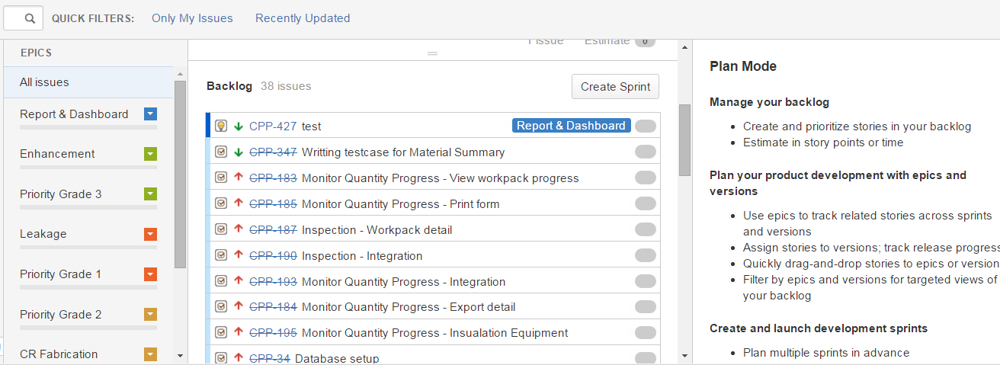 QUICK FILTERS: Only My Issues Recently Updated
EPICS
All issues
Report & Dashboard
Enhancement
Priority Grade 3
Leakage
Priority Grade 1
Priority Grade 2
CR Fabrication
1 issue Estimate 0
Backlog 38 issues
Create Sprint
CPP-427 test Report & Dashboard
CPP-347 Writting testcase for Material Summary
CPP-183 Monitor Quantity Progress - View workpack progress
CPP-185 Monitor Quantity Progress - Print form
CPP-187 Inspection - Workpack detail
CPP-190 Inspection - Integration
CPP-193 Monitor Quantity Progress - Integration
CPP-184 Monitor Quantity Progress - Export detail
CPP-195 Monitor Quantity Progress - Insualation Equipment
CPP-34 Database setup
Plan Mode
Manage your backlog
• Create and prioritize stories in your backlog
• Estimate in story points or time
Plan your product development with epics and
versions
• Use epics to track related stories across sprints
and versions
• Assign stories to versions; track release progress
• Quickly drag-and-drop stories to epics or version
• Filter by epics and versions for targeted views of
your backlog
Create and launch development sprints
• Plan multiple sprints in advance